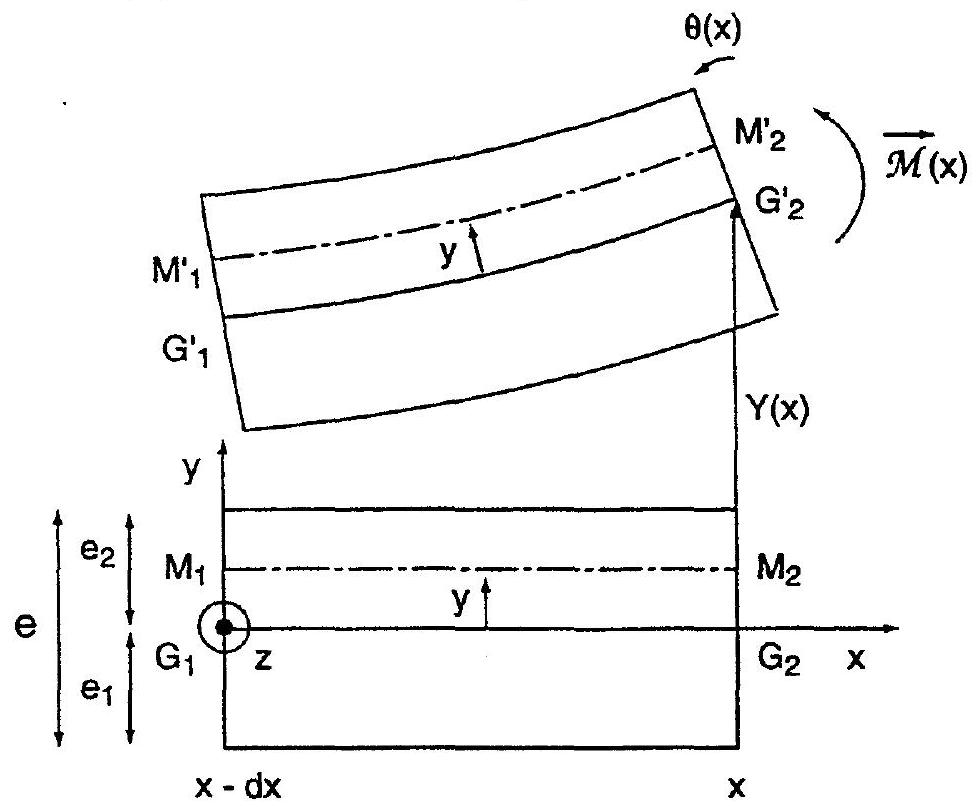 θ(x)
M'2
ℳ(x)
G'2
y
M'1
G'1
Y(x)
y
e2
M1
M2
y
e
G1
z
G2
x
e1
x - dx
x